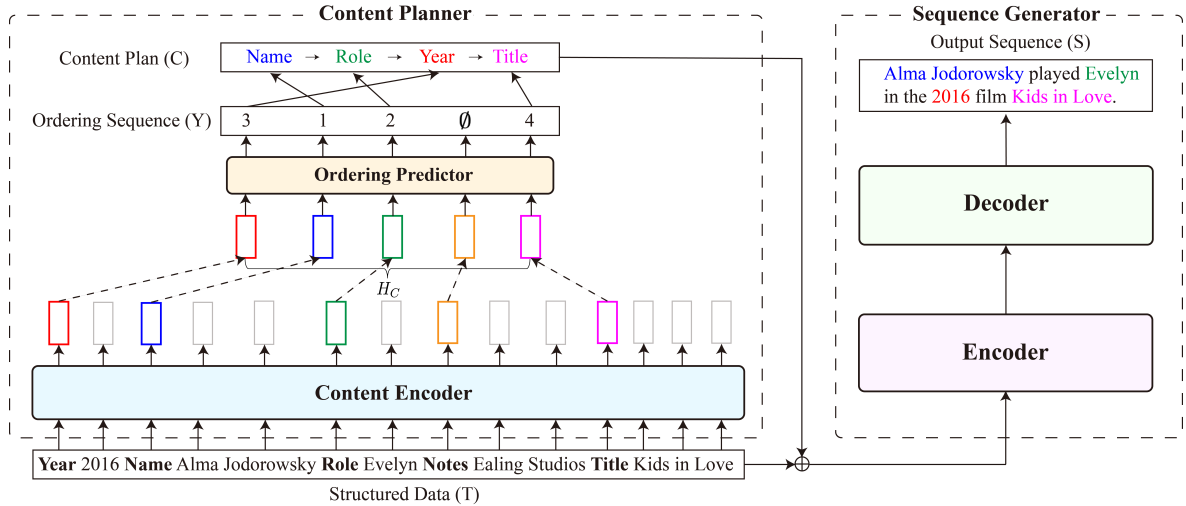 Content Planner
Content Plan (C)
Name → Role → Year → Title
Ordering Sequence (Y)
3 1 2 ∅ 4
Ordering Predictor
H_C
Content Encoder
Year 2016 Name Alma Jodorowsky Role Evelyn Notes Ealing Studios Title Kids in Love
Structured Data (T)
Sequence Generator
Output Sequence (S)
Alma Jodorowsky played Evelyn
in the 2016 film Kids in Love.
Decoder
Encoder